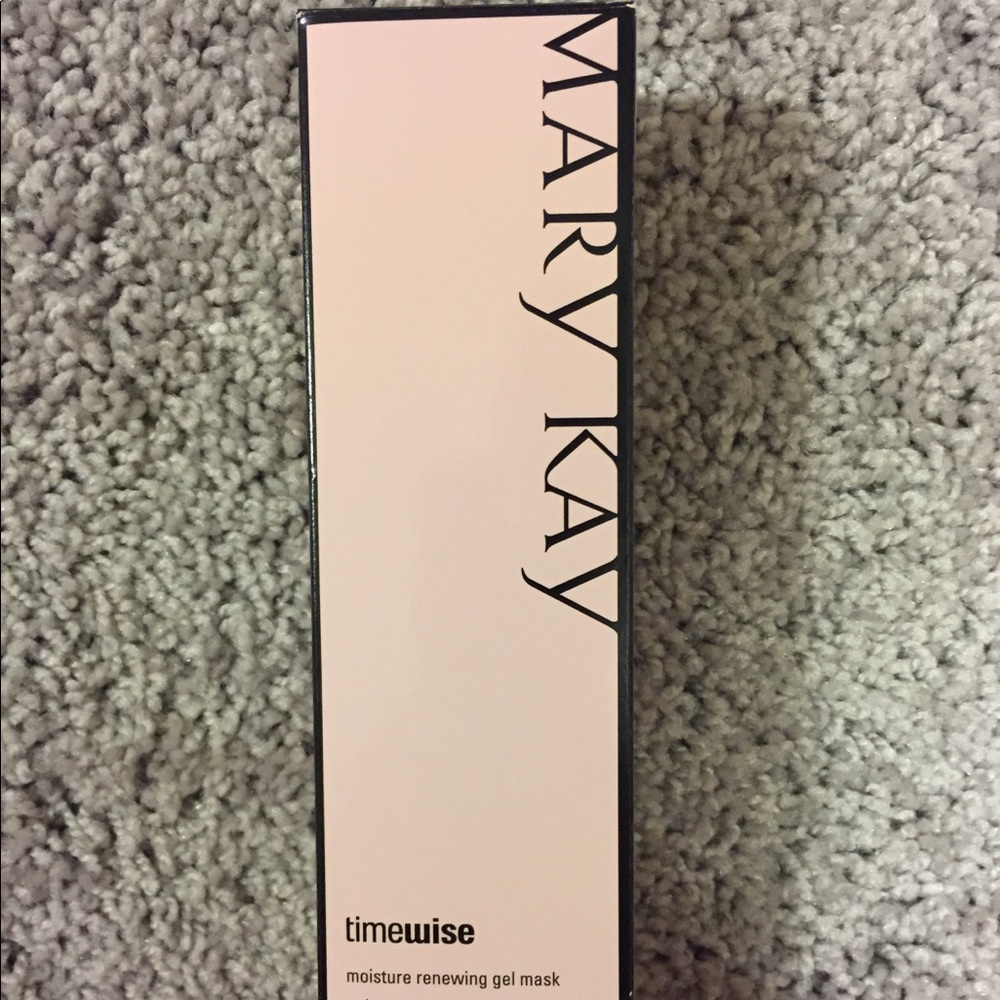 MARY KAY
timewise
moisture renewing gel mask